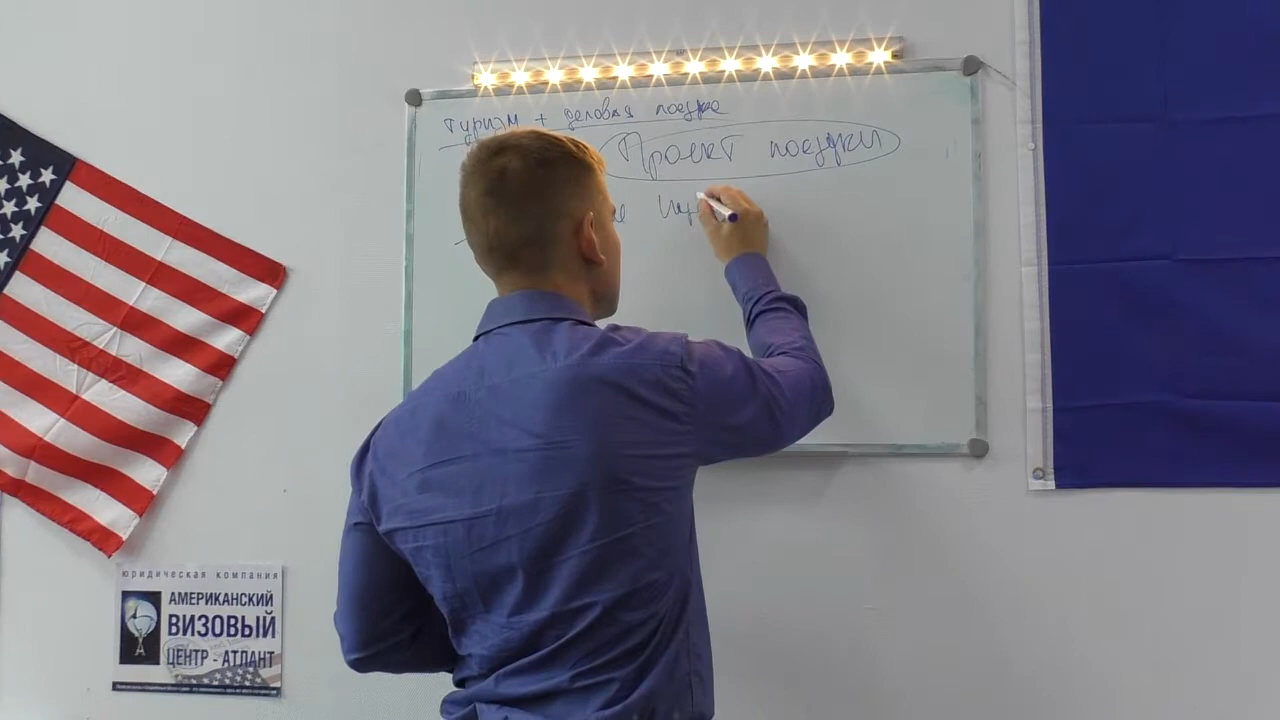 туризм + деловая поездка
Проект поездки
юридическая компания
АМЕРИКАНСКИЙ
ВИЗОВЫЙ
ЦЕНТР - АТЛАНТ